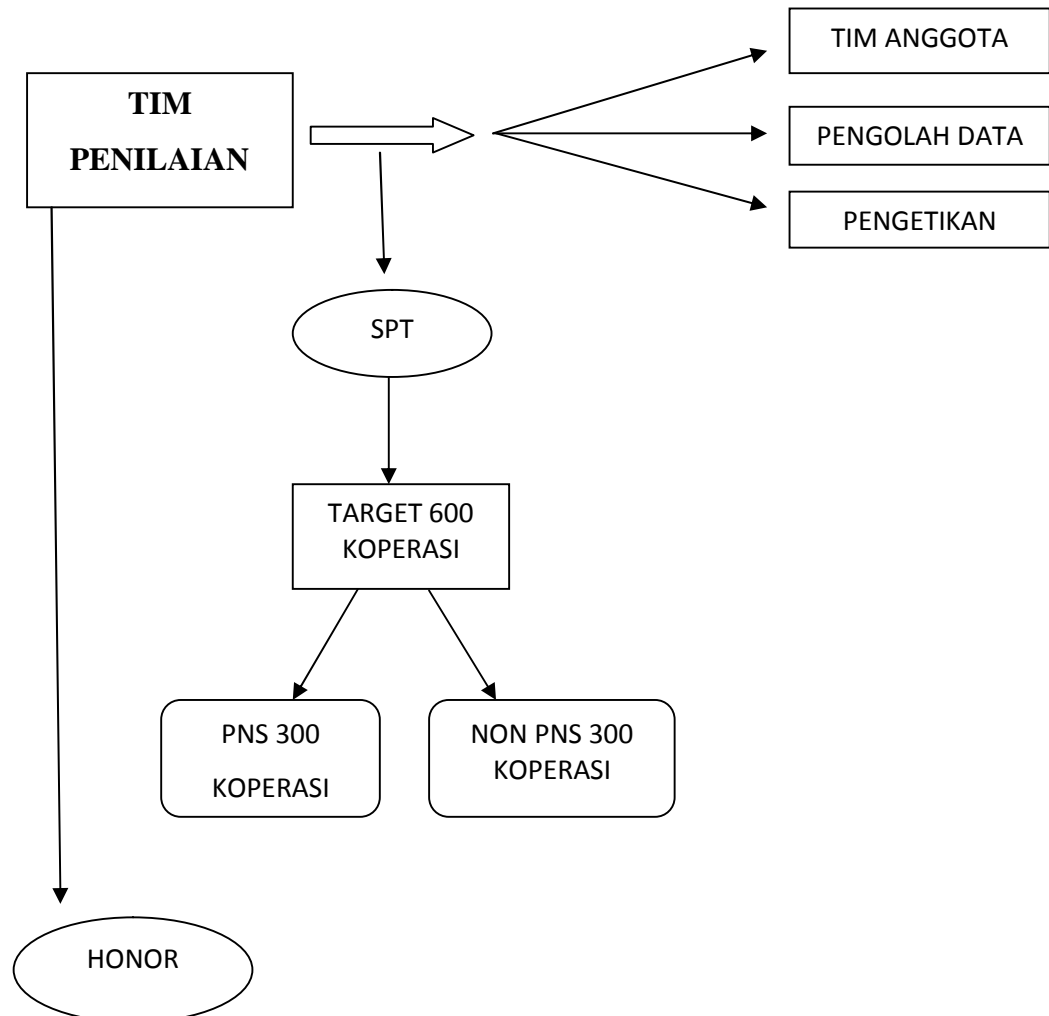 TIM
PENILAIAN
TIM ANGGOTA
PENGOLAH DATA
PENGETIKAN
SPT
TARGET 600
KOPERASI
PNS 300
KOPERASI
NON PNS 300
KOPERASI
HONOR